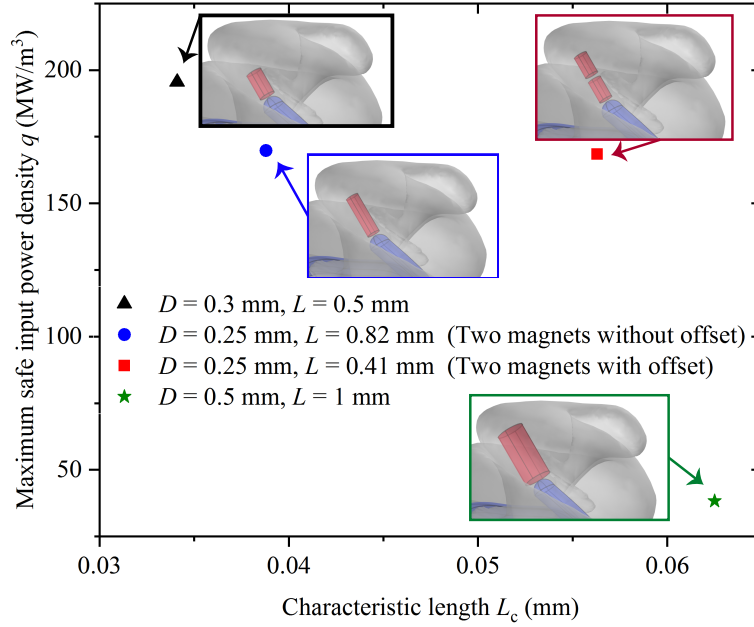 Maximum safe input power density q (MW/m³)
200
150
100
50
D = 0.3 mm, L = 0.5 mm
D = 0.25 mm, L = 0.82 mm (Two magnets without offset)
D = 0.25 mm, L = 0.41 mm (Two magnets with offset)
D = 0.5 mm, L = 1 mm
0.03 0.04 0.05 0.06
Characteristic length Lc (mm)